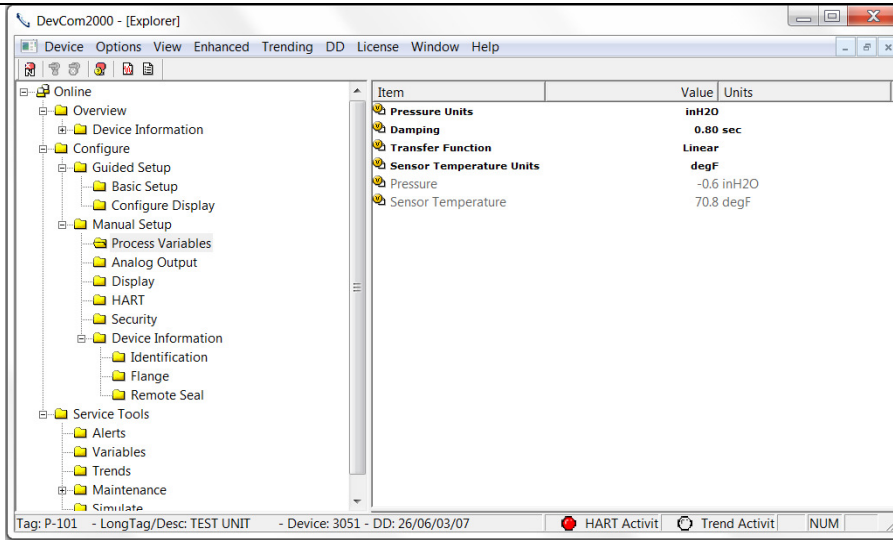 DevCom2000 - [Explorer]
Device Options View Enhanced Trending DD License Window Help
Online
Overview
Device Information
Configure
Guided Setup
Basic Setup
Configure Display
Manual Setup
Process Variables
Analog Output
Display
HART
Security
Device Information
Identification
Flange
Remote Seal
Service Tools
Alerts
Variables
Trends
Maintenance
Simulate
Item Value Units
Pressure Units inH2O
Damping 0.80 sec
Transfer Function Linear
Sensor Temperature Units degF
Pressure -0.6 inH2O
Sensor Temperature 70.8 degF
Tag: P-101 - LongTag/Desc: TEST UNIT - Device: 3051 - DD: 26/06/03/07 HART Activit Trend Activit NUM